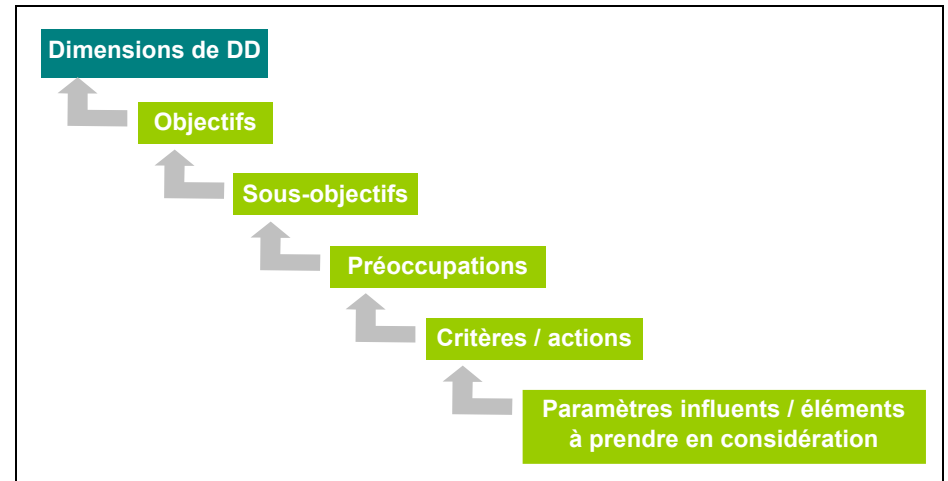 Dimensions de DD
Objectifs
Sous-objectifs
Préoccupations
Critères / actions
Paramètres influents / éléments
à prendre en considération